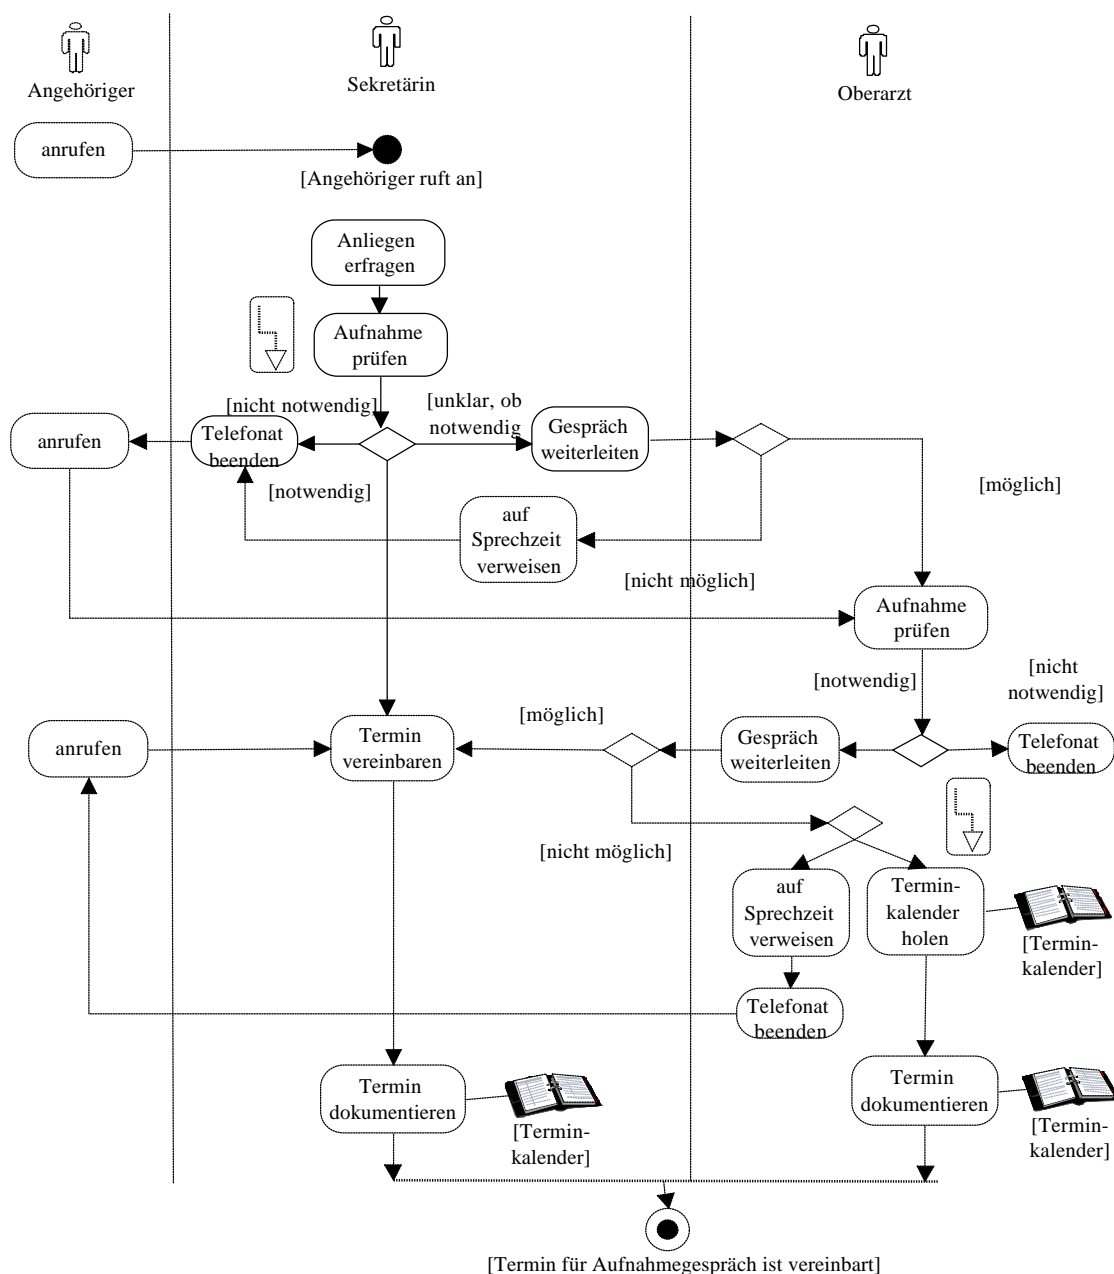 Angehöriger
Sekretärin
Oberarzt
anrufen
[Angehöriger ruft an]
Anliegen
erfragen
Aufnahme
prüfen
[nicht notwendig]
[unklar, ob
notwendig
anrufen
Telefonat
beenden
Gespräch
weiterleiten
[möglich]
[notwendig]
auf
Sprechzeit
verweisen
[nicht möglich]
Aufnahme
prüfen
[notwendig]
[nicht
notwendig]
anrufen
Termin
vereinbaren
[möglich]
Gespräch
weiterleiten
Telefonat
beenden
[nicht möglich]
auf
Sprechzeit
verweisen
Termin-
kalender
holen
[Termin-
kalender]
Telefonat
beenden
Termin
dokumentieren
[Termin-
kalender]
Termin
dokumentieren
[Termin-
kalender]
[Termin für Aufnahmegespräch ist vereinbart]